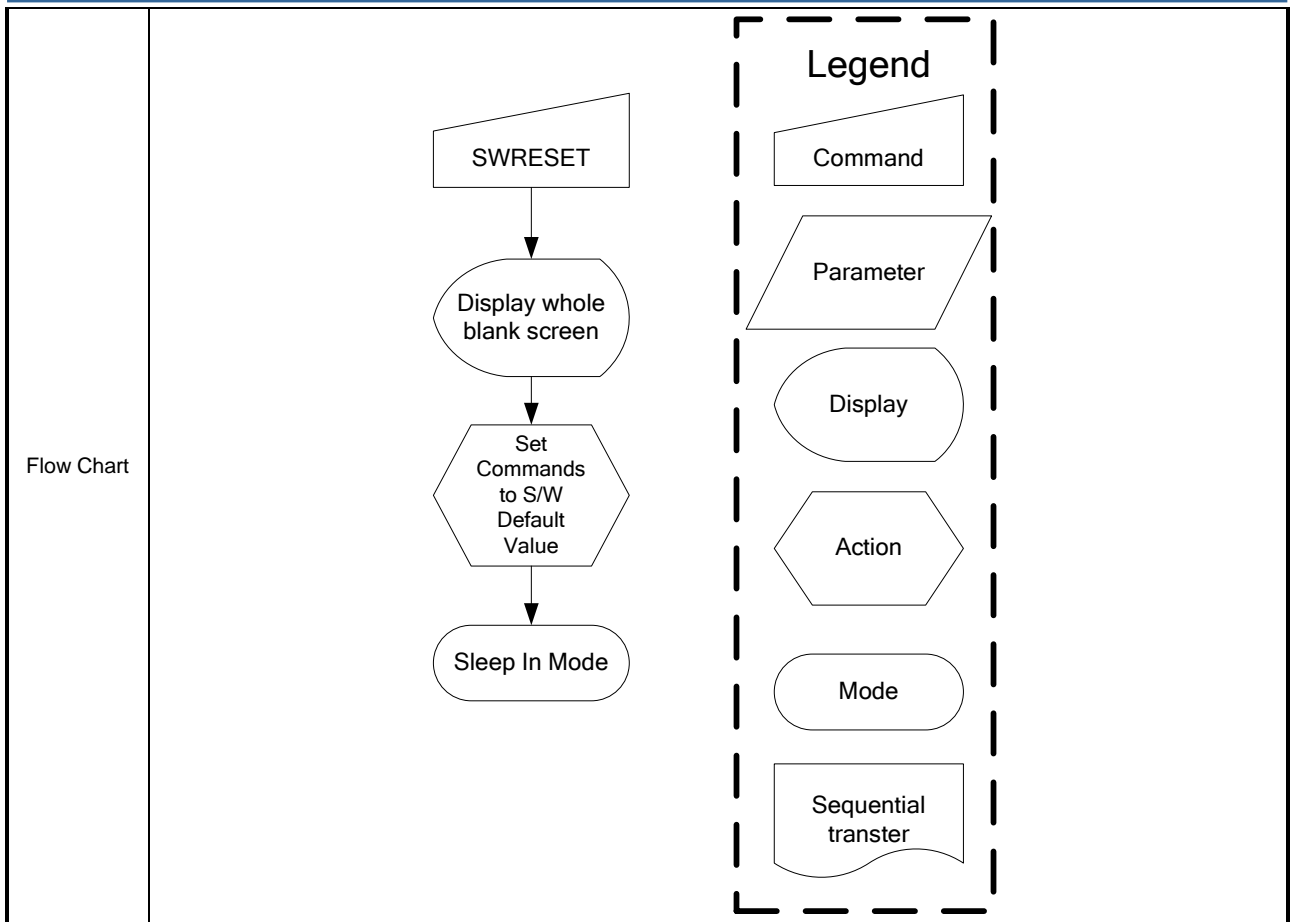 Flow Chart
SWRESET
Display whole
blank screen
Set
Commands
to S/W
Default
Value
Sleep In Mode
Legend
Command
Parameter
Display
Action
Mode
Sequential
transter